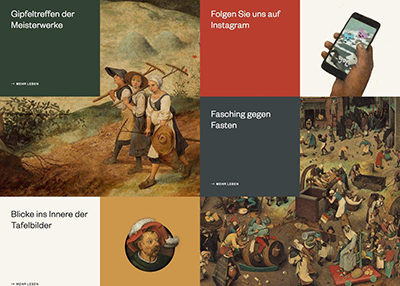 Gipfeltreffen der
Meisterwerke
→ MEHR LESEN
Folgen Sie uns auf
Instagram
Fasching gegen
Fasten
→ MEHR LESEN
Blicke ins Innere der
Tafelbilder
→ MEHR LESEN